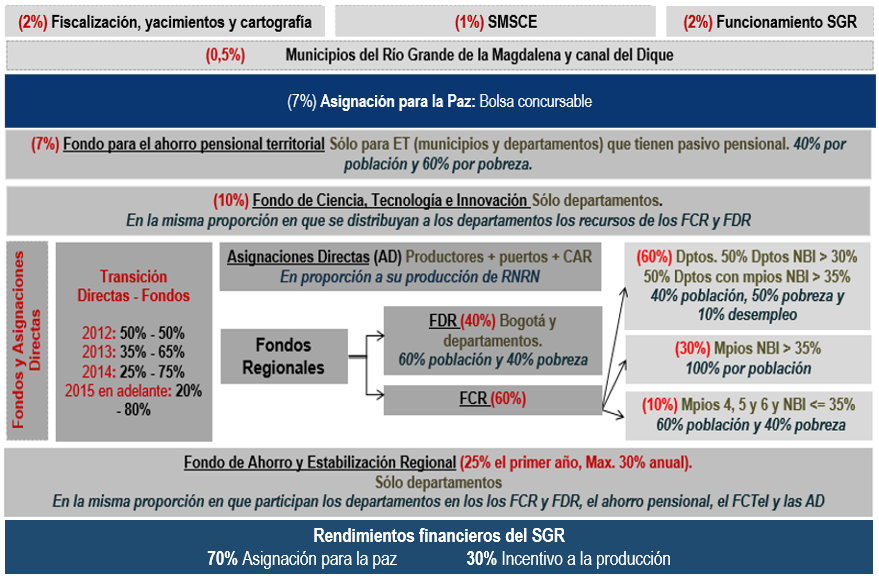 (2%) Fiscalización, yacimientos y cartografía
(1%) SMSCE
(2%) Funcionamiento SGR
(0,5%) Municipios del Río Grande de la Magdalena y canal del Dique
(7%) Asignación para la Paz: Bolsa concursable
(7%) Fondo para el ahorro pensional territorial Sólo para ET (municipios y departamentos) que tienen pasivo pensional. 40% por
población y 60% por pobreza.
(10%) Fondo de Ciencia, Tecnología e Innovación Sólo departamentos.
En la misma proporción en que se distribuyan a los departamentos los recursos de los FCR y FDR
Fondos y Asignaciones
Directas
Transición
Directas - Fondos
2012: 50% - 50%
2013: 35% - 65%
2014: 25% - 75%
2015 en adelante: 20%
- 80%
Asignaciones Directas (AD) Productores + puertos + CAR
En proporción a su producción de RNRN
Fondos
Regionales
FDR (40%) Bogotá y
departamentos.
60% población y 40% pobreza
FCR (60%)
(60%) Dptos. 50% Dptos NBI > 30%
50% Dptos con mpios NBI > 35%
40% población, 50% pobreza y
10% desempleo
(30%) Mpios NBI > 35%
100% por población
(10%) Mpios 4, 5 y 6 y NBI <= 35%
60% población y 40% pobreza
Fondo de Ahorro y Estabilización Regional (25% el primer año, Max. 30% anual).
Sólo departamentos
En la misma proporción en que participan los departamentos en los los FCR y FDR, el ahorro pensional, el FCTeI y las AD
Rendimientos financieros del SGR
70% Asignación para la paz 30% Incentivo a la producción